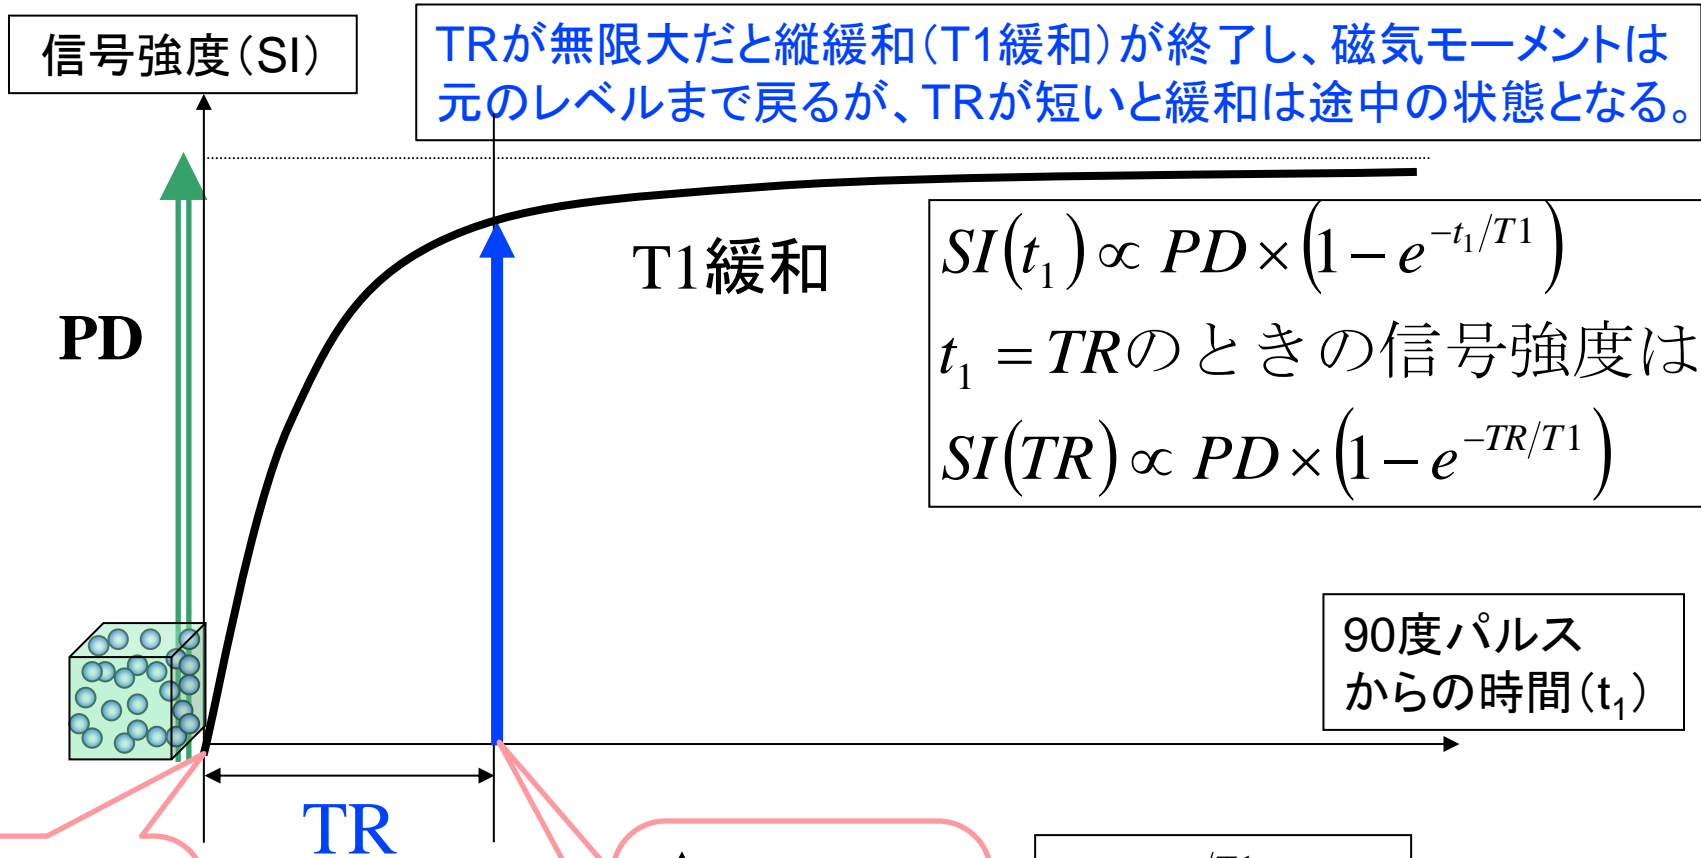 信号強度(SI)
TRが無限大だと縦緩和(T1緩和)が終了し、磁気モーメントは
元のレベルまで戻るが、TRが短いと緩和は途中の状態となる。
T1緩和
PD
SI(t₁) ∝ PD × (1 − e^{−t₁/T1})
t₁ = TRのときの信号強度は
SI(TR) ∝ PD × (1 − e^{−TR/T1})
90度パルス
からの時間(t₁)
TR